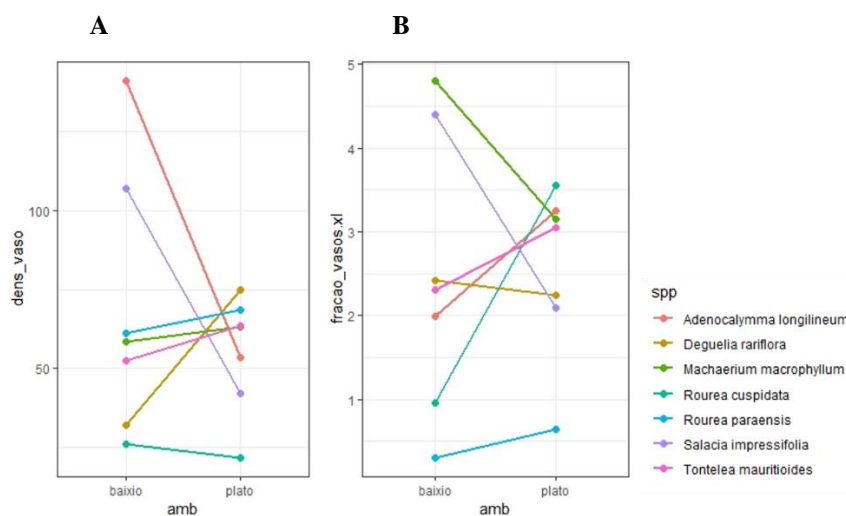 A
B
dens_vaso
100
50
baixio
plato
amb
fracao_vasos.xl
5
4
3
2
1
baixio
plato
amb
spp
Adenocalymma longilineum
Deguelia rariflora
Machaerium macrophyllum
Rourea cuspidata
Rourea paraensis
Salacia impressifolia
Tontelea mauritioides